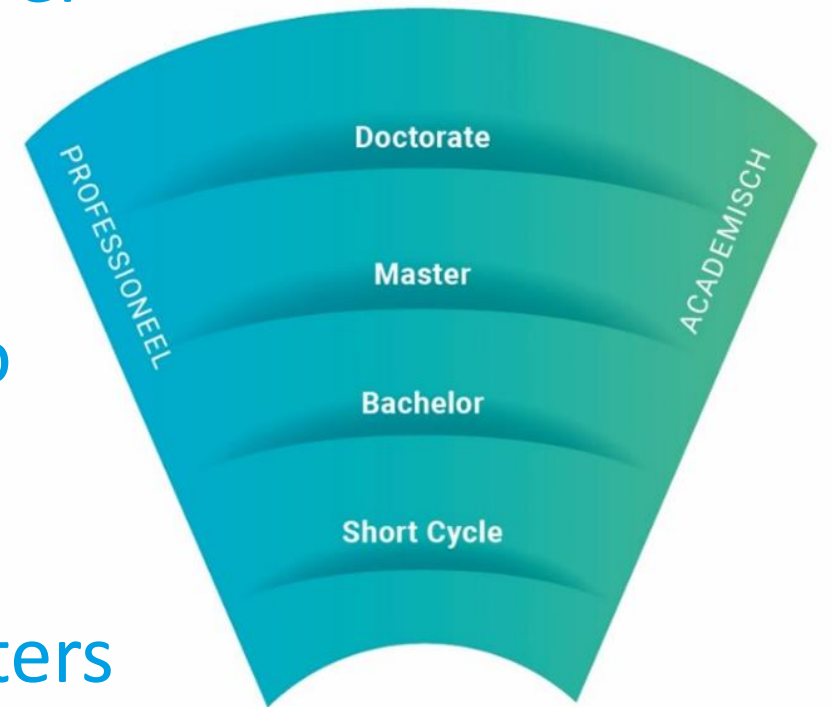 Doctorate
PROFESSIONEEL
ACADEMISCH
Master
Bachelor
Short Cycle
ters